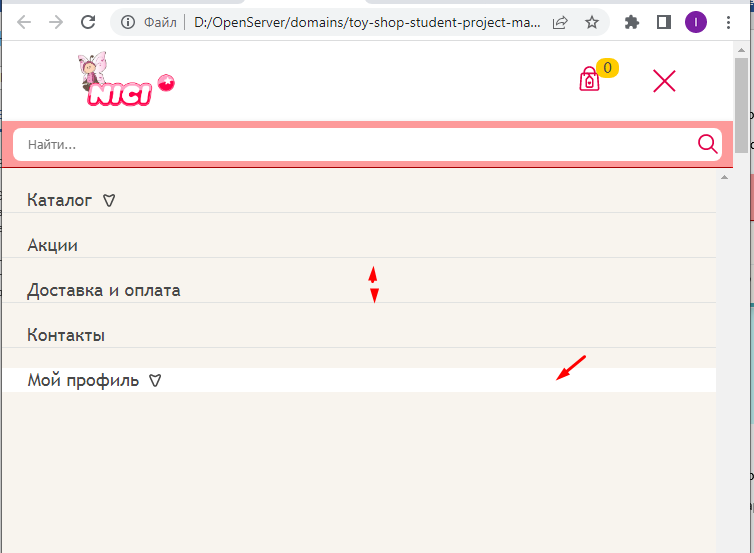 Файл
D:/OpenServer/domains/toy-shop-student-project-ma...
I
NICI
0
Найти...
Каталог
Акции
Доставка и оплата
Контакты
Мой профиль